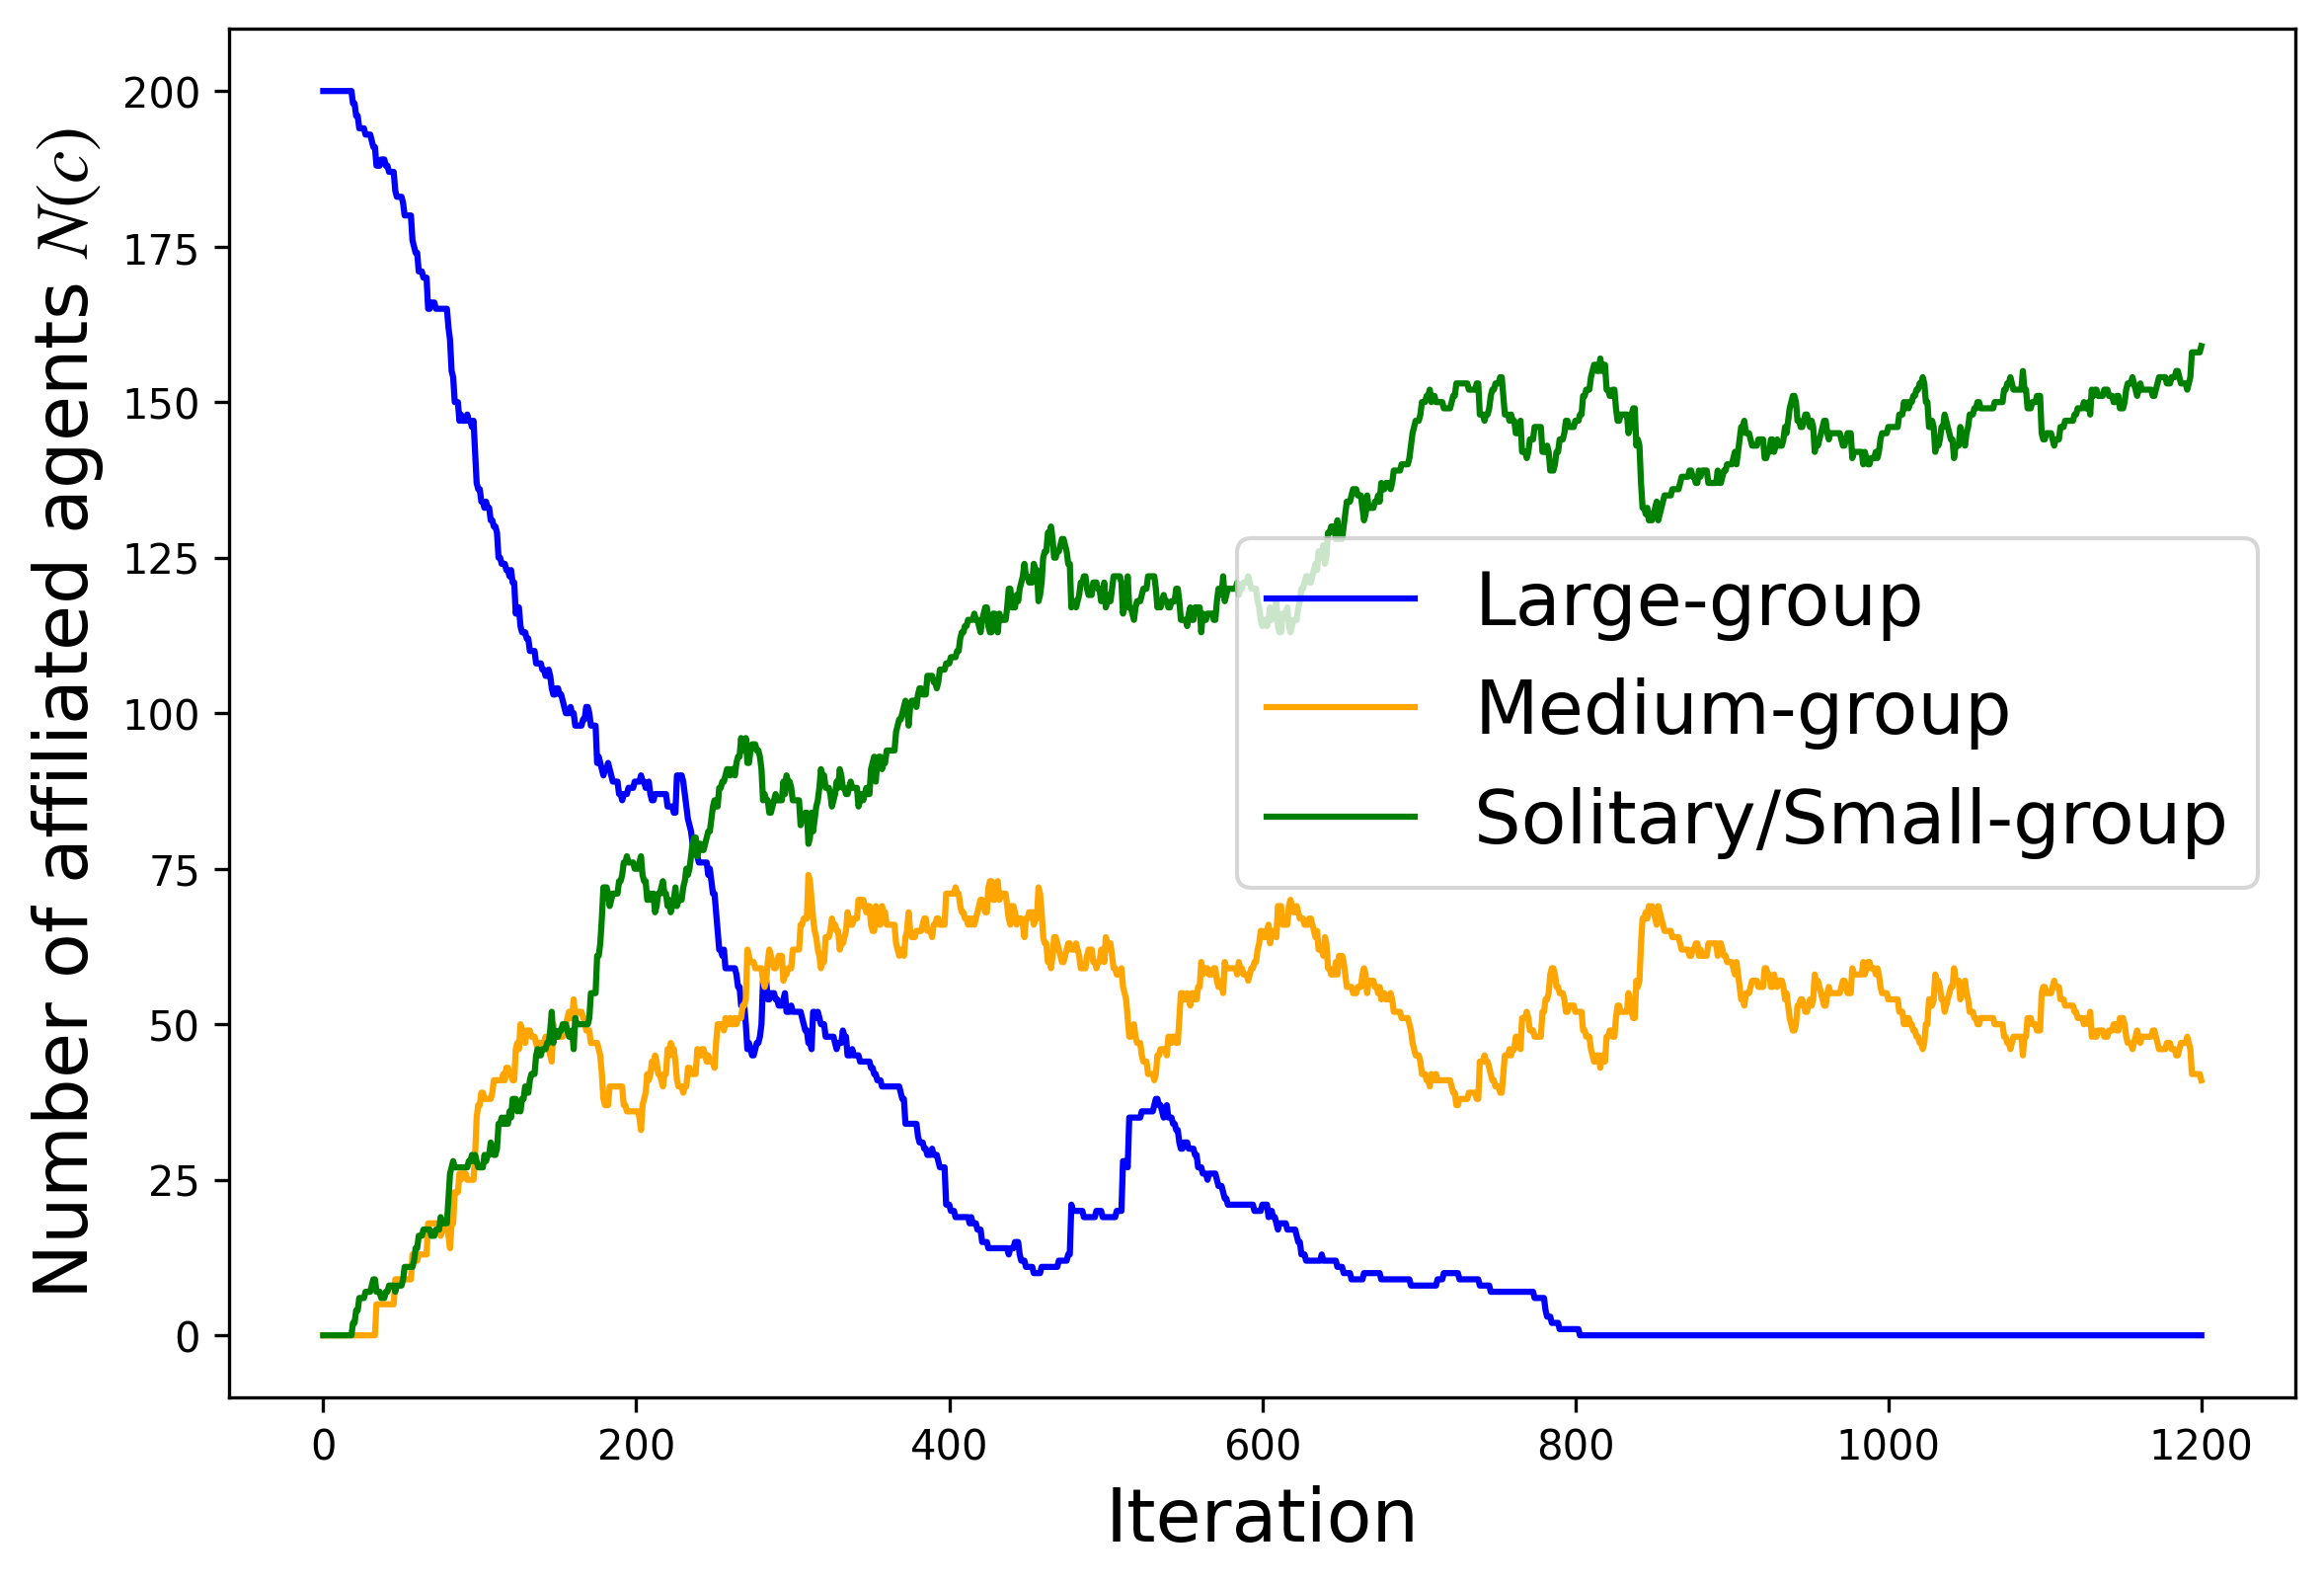 Number of affiliated agents N(c)
200
175
150
125
100
75
50
25
0
Large-group
Medium-group
Solitary/Small-group
0 200 400 600 800 1000 1200
Iteration